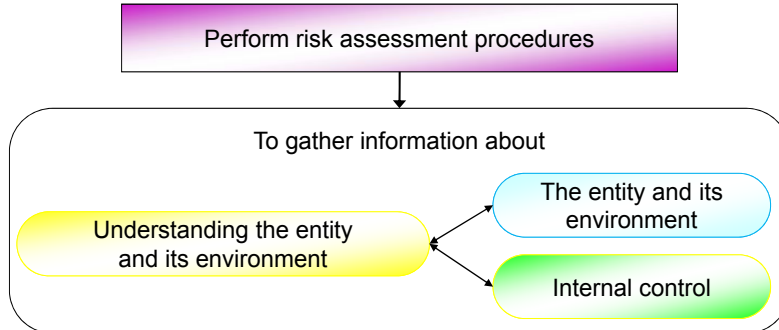 Perform risk assessment procedures
To gather information about
Understanding the entity
and its environment
The entity and its
environment
Internal control